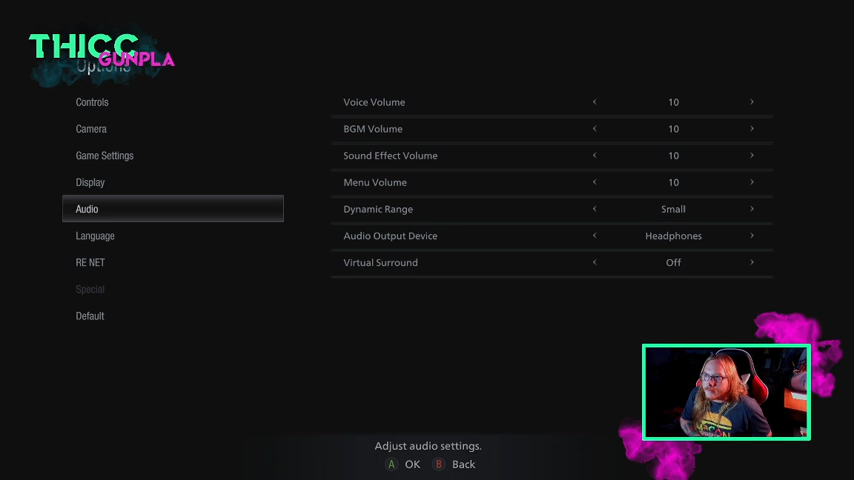 THICC
GUNPLA
Options
Controls
Camera
Game Settings
Display
Audio
Language
RE NET
Special
Default
Voice Volume < 10 >
BGM Volume < 10 >
Sound Effect Volume < 10 >
Menu Volume < 10 >
Dynamic Range < Small >
Audio Output Device < Headphones >
Virtual Surround < Off >
Adjust audio settings.
A OK B Back